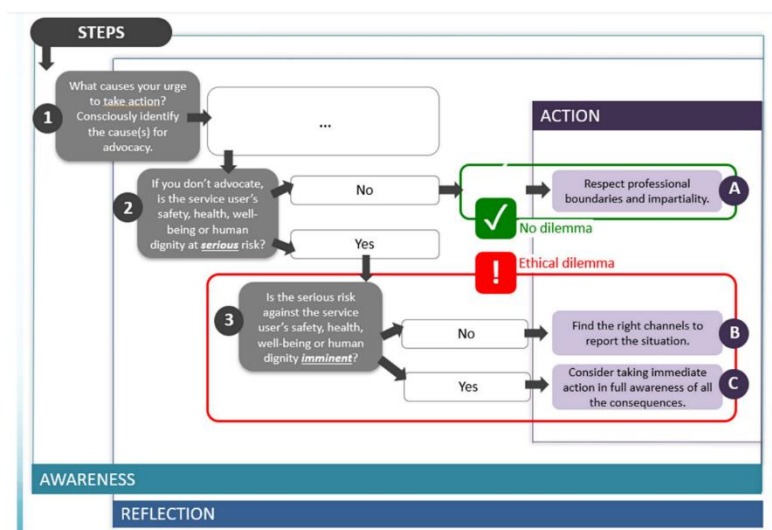 STEPS
What causes your urge
to take action?
Consciously identify
the cause(s) for
advocacy.
1
...
ACTION
If you don't advocate,
is the service user's
safety, health, well-
being or human
dignity at serious risk?
2
No
Respect professional
boundaries and impartiality.
A
No dilemma
Yes
Ethical dilemma
!
Is the serious risk
against the service
user's safety, health,
well-being or human
dignity imminent?
3
No
Find the right channels to
report the situation.
B
Yes
Consider taking immediate
action in full awareness of all
the consequences.
C
AWARENESS
REFLECTION